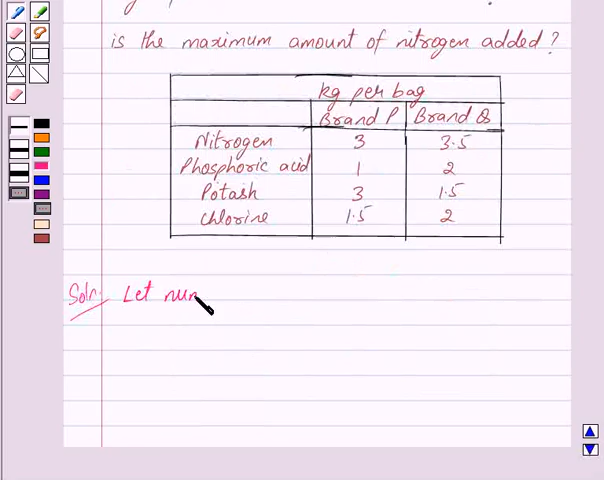 is the maximum amount of nitrogen added?
kg per bag
Brand P Brand Q
Nitrogen 3 3.5
Phosphoric acid 1 2
Potash 3 1.5
Chlorine 1.5 2
Soln: Let num